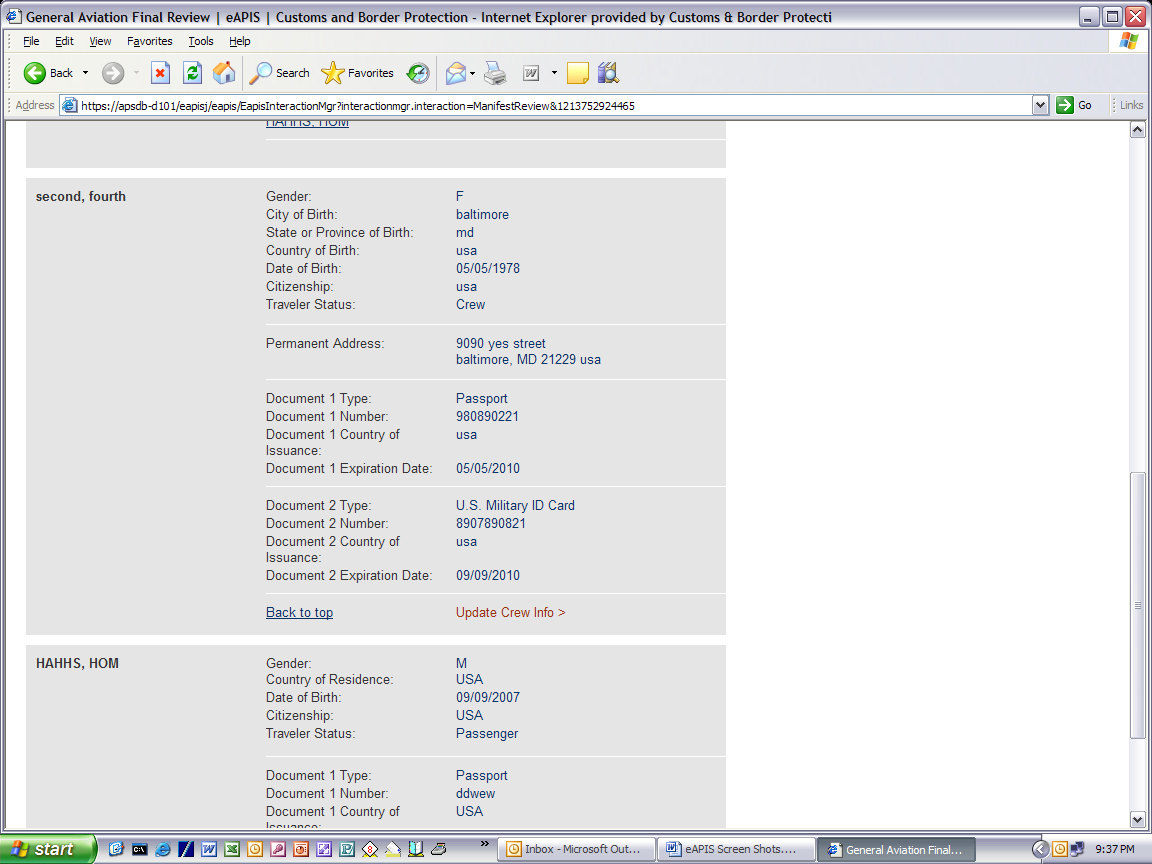 General Aviation Final Review | eAPIS | Customs and Border Protection - Internet Explorer provided by Customs & Border Protecti
File Edit View Favorites Tools Help
Back Search Favorites
Address https://apsdb-d101/eapisj/eapis/EapisInteractionMgr?interactionmgr.interaction=ManifestReview&1213752924465 Go Links
HAHHS, HOM
second, fourth Gender: F
City of Birth: baltimore
State or Province of Birth: md
Country of Birth: usa
Date of Birth: 05/05/1978
Citizenship: usa
Traveler Status: Crew
Permanent Address: 9090 yes street
baltimore, MD 21229 usa
Document 1 Type: Passport
Document 1 Number: 980890221
Document 1 Country of usa
Issuance:
Document 1 Expiration Date: 05/05/2010
Document 2 Type: U.S. Military ID Card
Document 2 Number: 8907890821
Document 2 Country of usa
Issuance:
Document 2 Expiration Date: 09/09/2010
Back to top Update Crew Info >
HAHHS, HOM Gender: M
Country of Residence: USA
Date of Birth: 09/09/2007
Citizenship: USA
Traveler Status: Passenger
Document 1 Type: Passport
Document 1 Number: ddwew
Document 1 Country of USA
Issuance:
start Inbox - Microsoft Out... eAPIS Screen Shots.... General Aviation Final... 9:37 PM